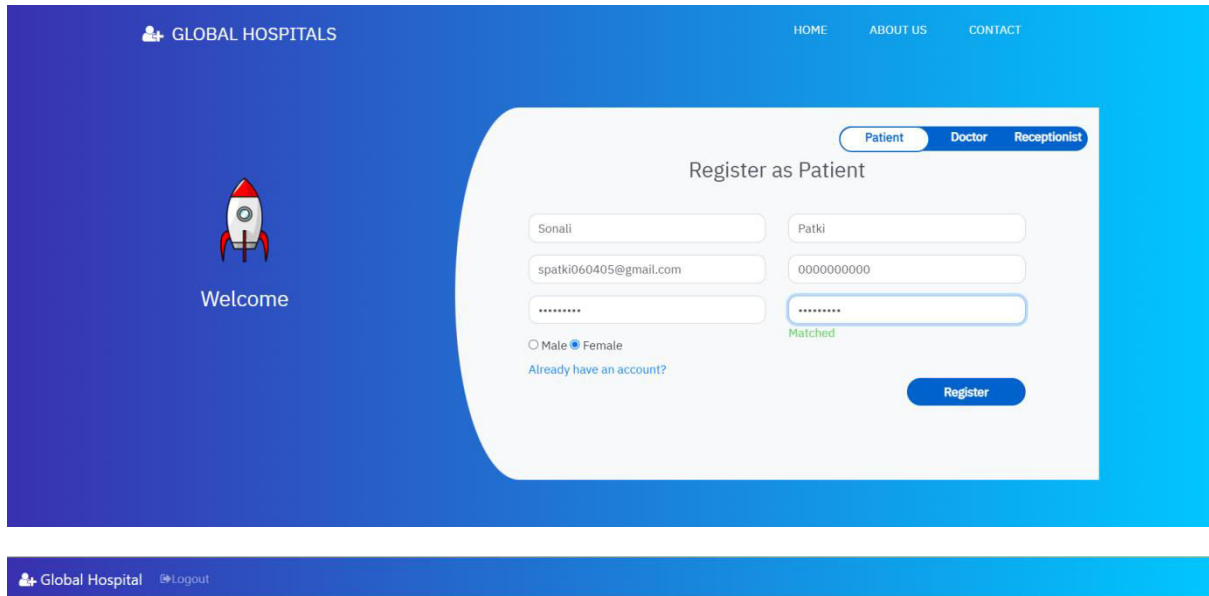 GLOBAL HOSPITALS HOME ABOUT US CONTACT
Patient Doctor Receptionist
Register as Patient
Sonali Patki
spatki060405@gmail.com 0000000000
Welcome
••••••••• •••••••••
Matched
Male Female
Already have an account?
Register
Global Hospital Logout